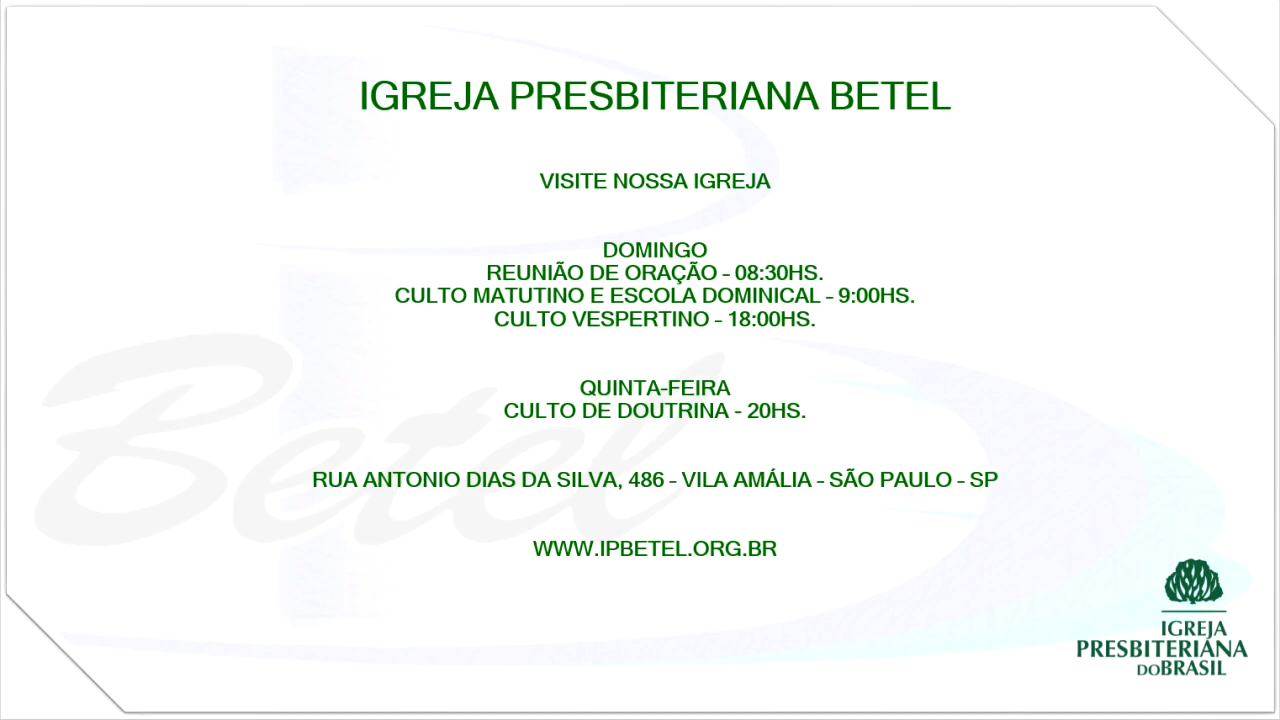 IGREJA PRESBITERIANA BETEL
VISITE NOSSA IGREJA
DOMINGO
REUNIÃO DE ORAÇÃO - 08:30HS.
CULTO MATUTINO E ESCOLA DOMINICAL - 9:00HS.
CULTO VESPERTINO - 18:00HS.
QUINTA-FEIRA
CULTO DE DOUTRINA - 20HS.
Betel
RUA ANTONIO DIAS DA SILVA, 486 - VILA AMÁLIA - SÃO PAULO - SP
WWW.IPBETEL.ORG.BR
IGREJA
PRESBITERIANA
DOBRASIL